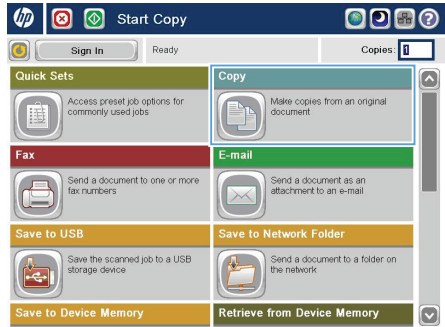 hp
Start Copy
?
Sign In
Ready
Copies: 1
Quick Sets
Access preset job options for
commonly used jobs
Copy
Make copies from an original
document
Fax
Send a document to one or more
fax numbers
E-mail
Send a document as an
attachment to an e-mail
Save to USB
Save the scanned
job to a USB
storage device
Save to Network Folder
Send a document to a folder on
the network
Save to Device Memory
Retrieve from Device Memory